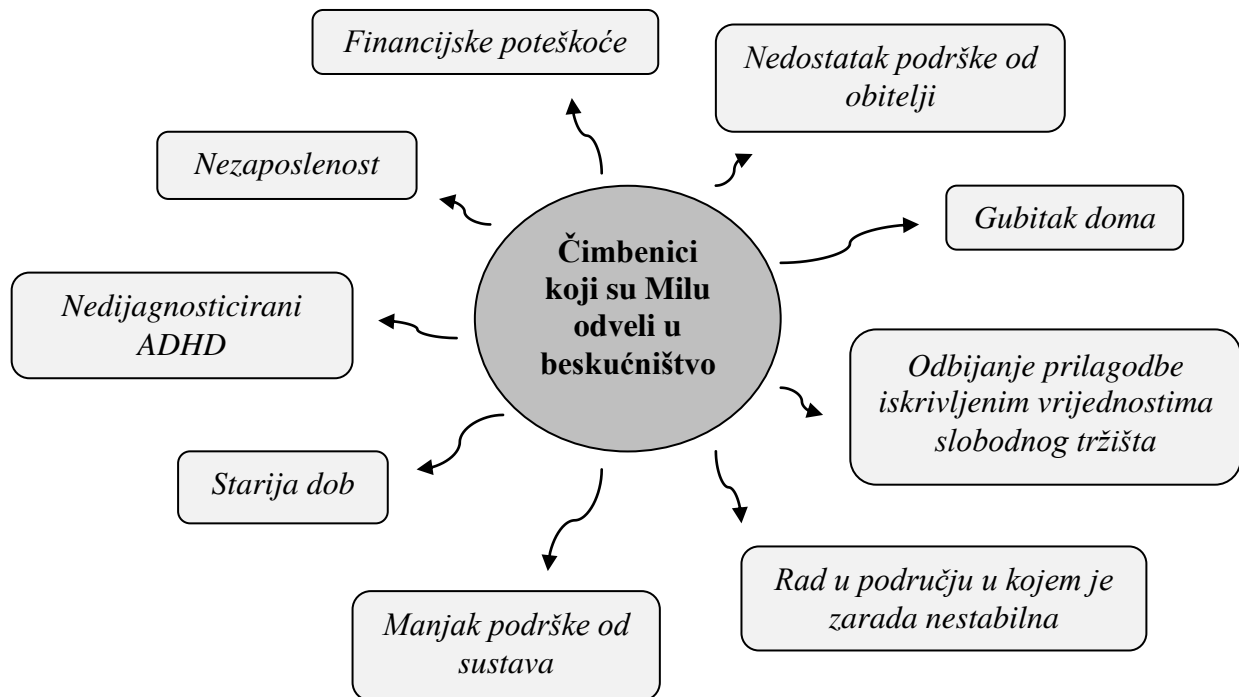 Financijske poteškoće
Nedostatak podrške od
obitelji
Nezaposlenost
Gubitak doma
Čimbenici
koji su Milu
odveli u
beskućništvo
Nedijagnosticirani
ADHD
Odbijanje prilagodbe
iskrivljenim vrijednostima
slobodnog tržišta
Starija dob
Rad u području u kojem je
zarada nestabilna
Manjak podrške od
sustava